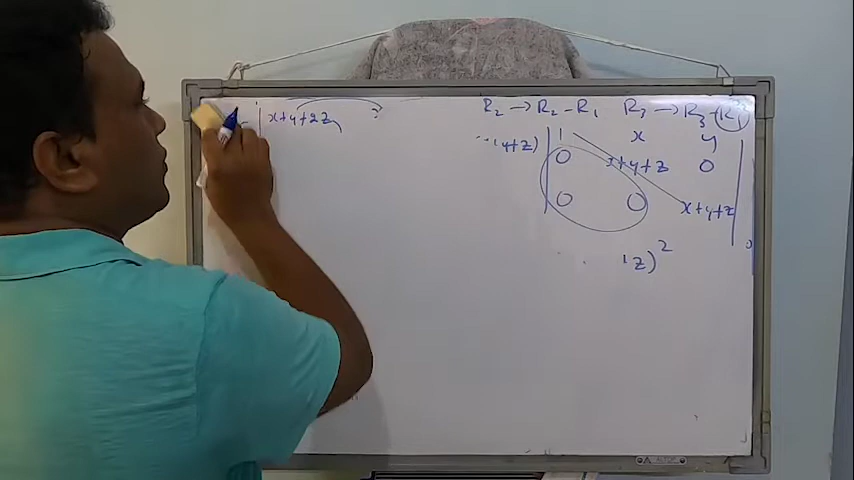 x+y+2z
R₂ → R₂ - R₁ R₃ → R₃ - R₁
y+z) | 1 x y |
0 x+y+z 0
0 0 x+y+z
z)²